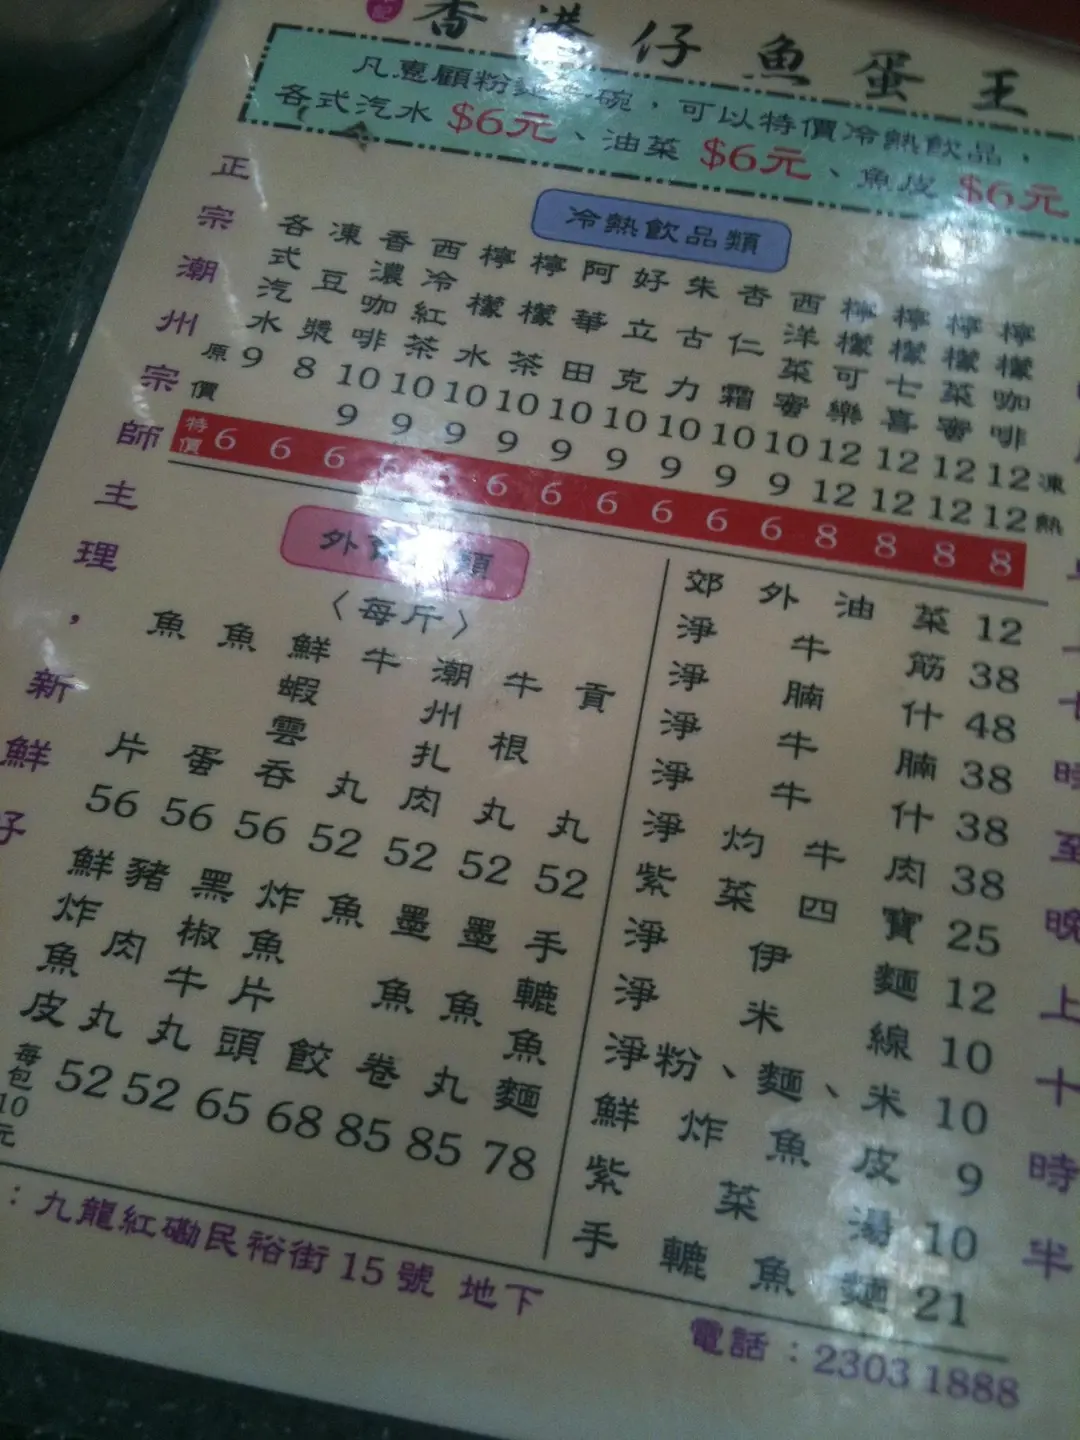 記 香港仔魚蛋王
凡惠顧粉麵一碗，可以特價冷熱飲品、
各式汽水 $6元、油菜 $6元、魚皮 $6元
正宗潮州宗師主理，新鮮
冷熱飲品類
各式汽水 9 6
凍豆漿 8 6
香濃咖啡 10 9 6
西冷紅茶 10 9 6
檸檬水 10 9
檸檬茶 10 9 6
阿華田 10 9 6
好立克 10 9 6
朱古力 10 9 6
杏仁霜 10 9 6
西洋菜蜜 10 9 6
檸檬可樂 12 12 8
檸檬七喜 12 12 8
檸檬菜蜜 12 12 8
檸檬咖啡 12 12 8
原價
特價
凍
熱
外賣 類
〈每斤〉
魚片 56
魚蛋 56
鮮蝦雲吞 56
牛丸 52
潮州扎肉 52
牛根丸 52
貢丸 52
鮮炸魚皮 每包10元
豬肉丸 52
黑椒牛丸 52
炸魚片頭 65
魚餃 68
墨魚卷 85
墨魚丸 85
手轆魚麵 78
郊外油菜 12
淨牛筋 38
淨腩什 48
淨牛腩 38
淨牛什 38
淨灼牛肉 38
紫菜四寶 25
淨伊麵 12
淨米線 10
淨粉、麵、米 10
鮮炸魚皮 9
紫菜湯 10
手轆魚麵 21
時至晚上十時半
：九龍紅磡民裕街15號 地下
電話：2303 1888